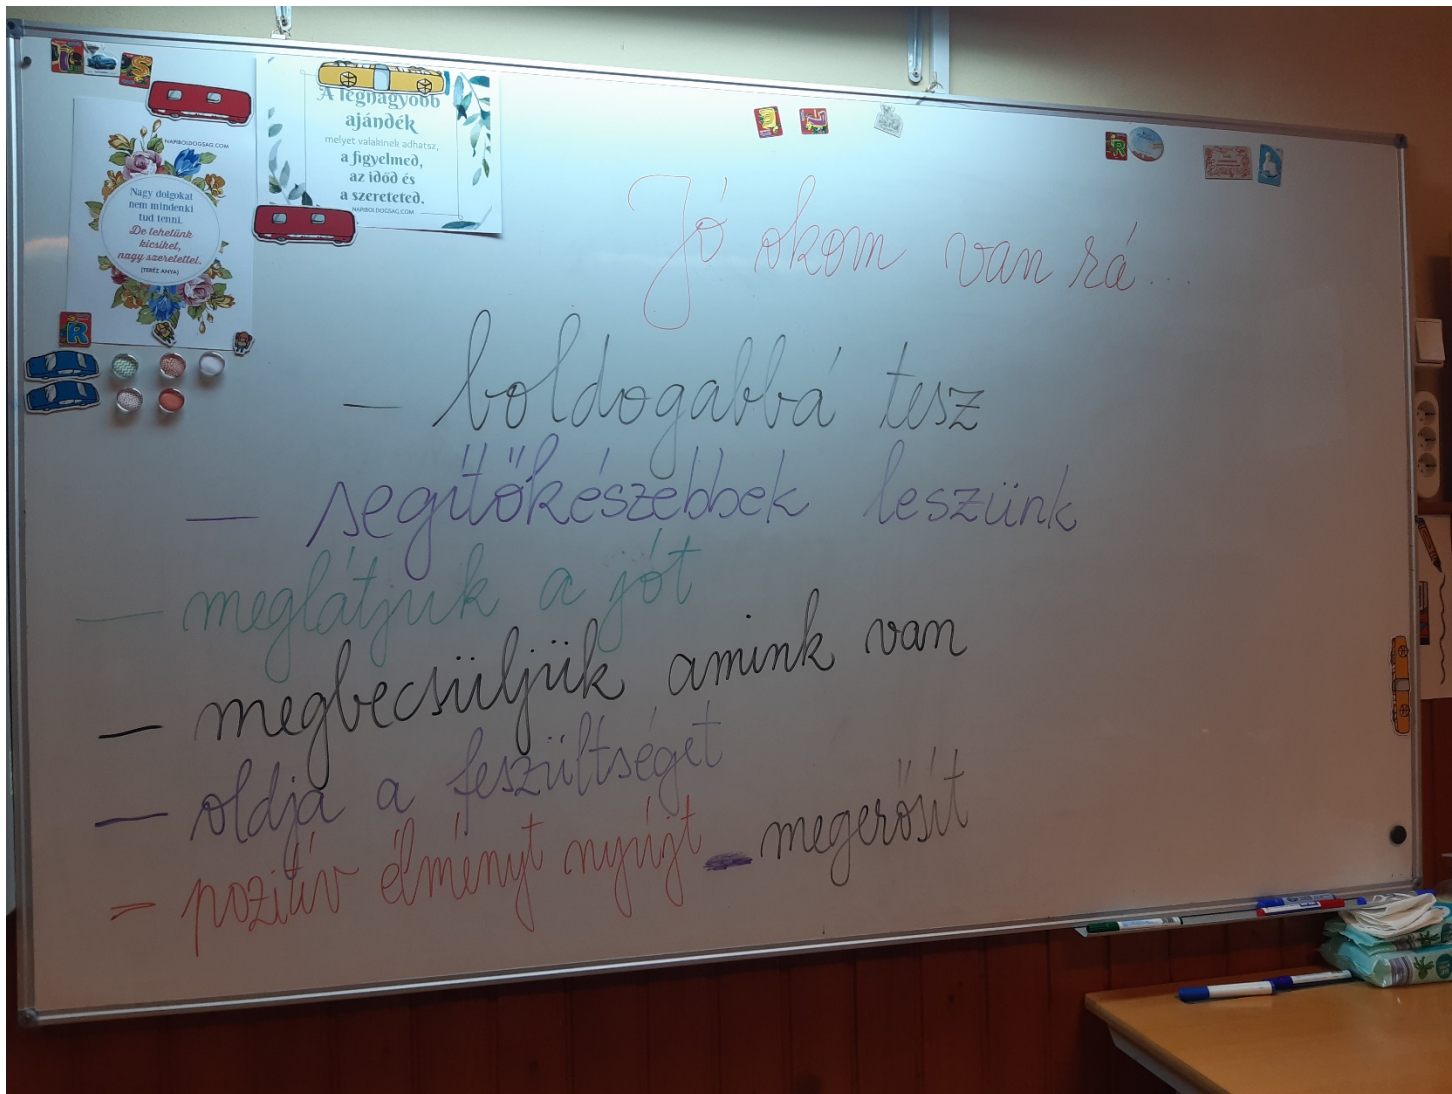 NAPIBOLDOGSAG.COM
Nagy dolgokat
nem mindenki
tud tenni.
De tehetünk
kicsiket,
nagy szeretettel.
(TERÉZ ANYA)
A legnagyobb
ajándék
melyet valakinek adhatsz,
a figyelmed,
az időd és
a szereteted.
NAPIBOLDOGSAG.COM
Jó okom van rá...
- boldogabbá tesz
- segítőkészebbek leszünk
- meglátjuk a jót
- megbecsüljük amink van
- oldja a feszültséget
- pozitív élményt nyújt - megerősít
R
R